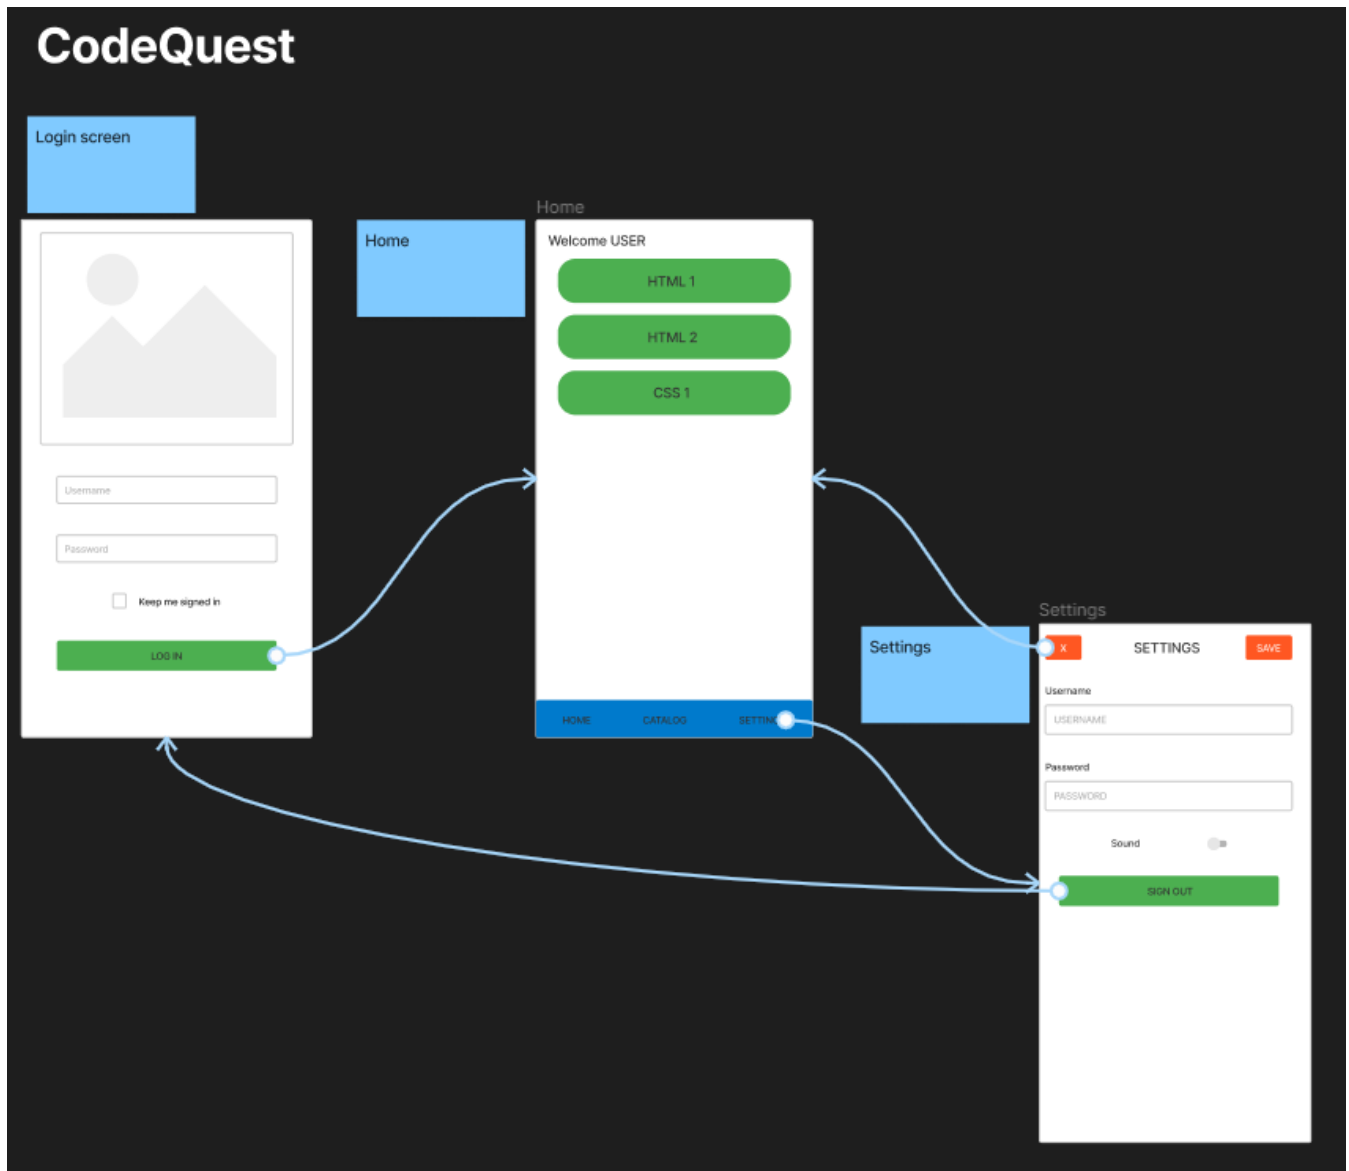 CodeQuest
Login screen
Username
Password
Keep me signed in
LOG IN
Home
Home
Welcome USER
HTML 1
HTML 2
CSS 1
HOME CATALOG
Settings
Settings
X SETTINGS SAVE
Username
USERNAME
Password
PASSWORD
Sound
SIGN OUT